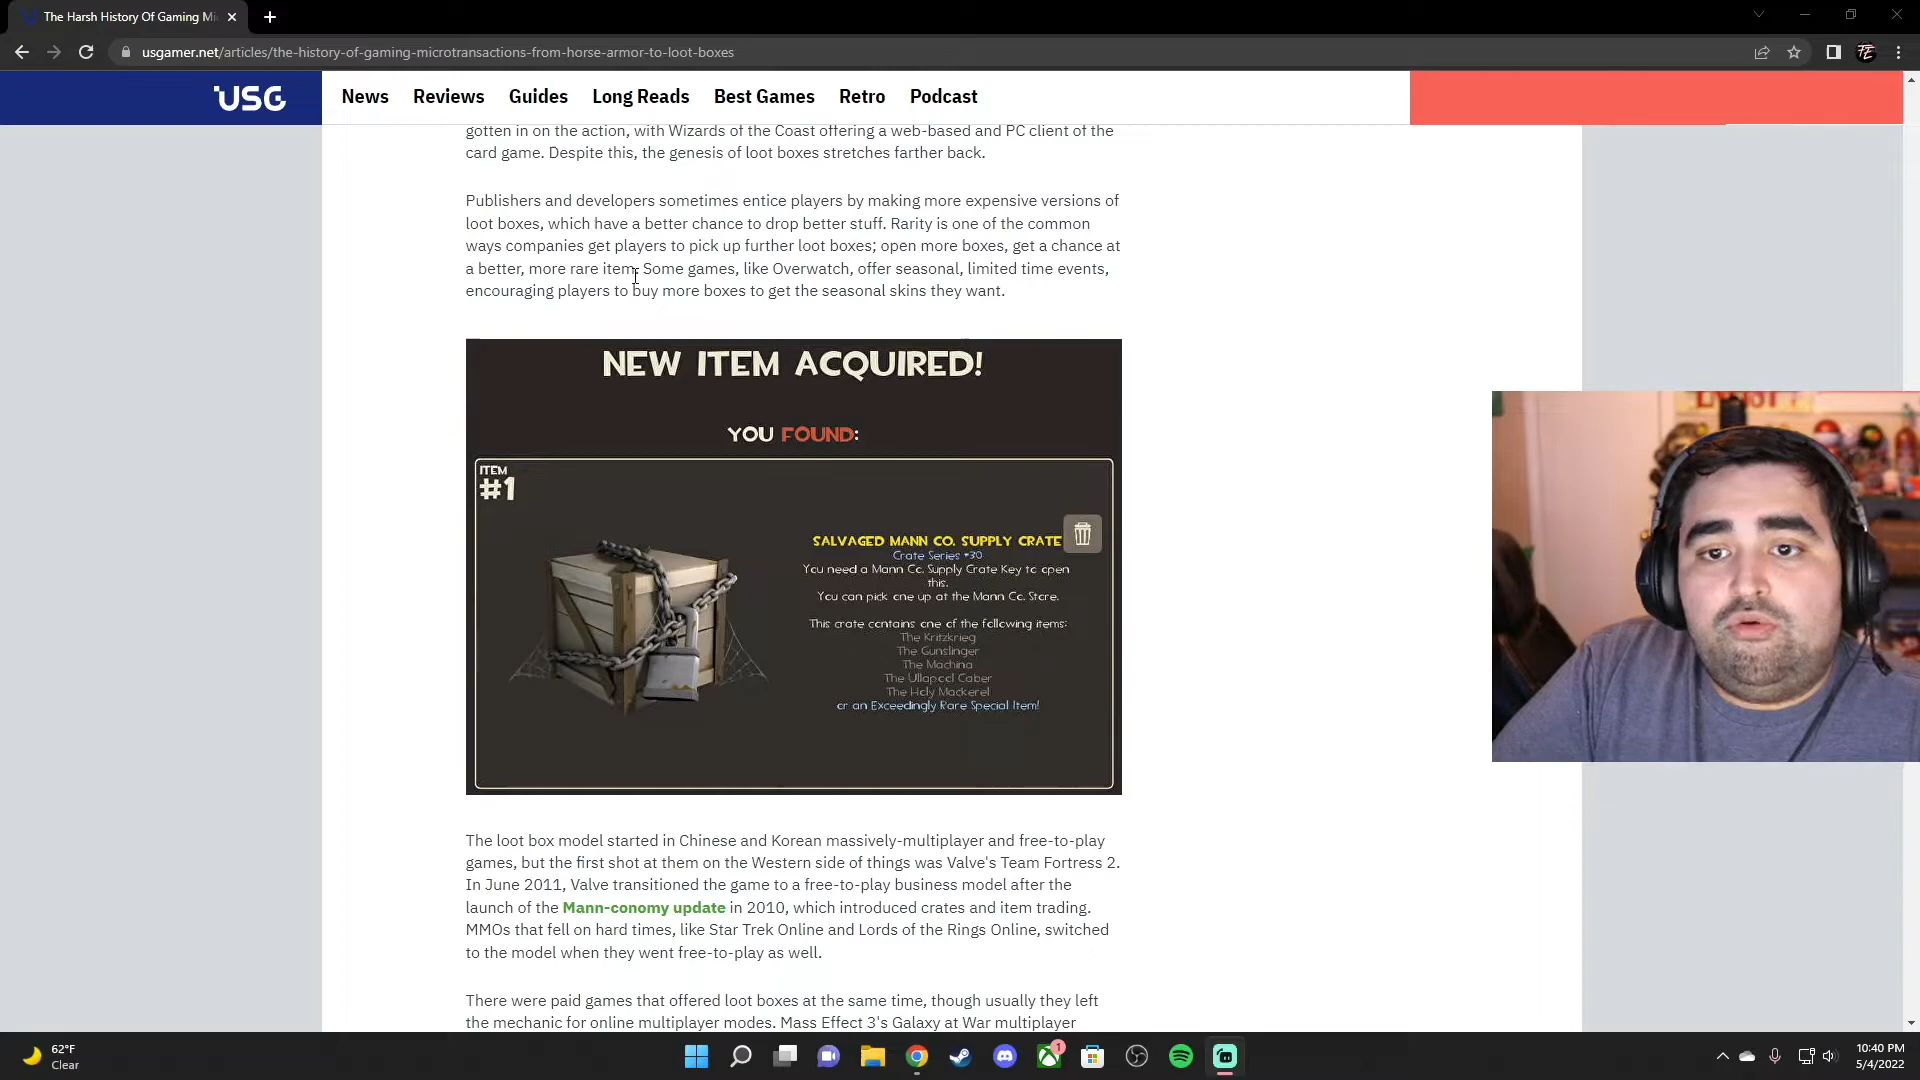 The Harsh History Of Gaming Mi
usgamer.net/articles/the-history-of-gaming-microtransactions-from-horse-armor-to-loot-boxes
USG
News Reviews Guides Long Reads Best Games Retro Podcast
gotten in on the action, with Wizards of the Coast offering a web-based and PC client of the
card game. Despite this, the genesis of loot boxes stretches farther back.
Publishers and developers sometimes entice players by making more expensive versions of
loot boxes, which have a better chance to drop better stuff. Rarity is one of the common
ways companies get players to pick up further loot boxes; open more boxes, get a chance at
a better, more rare item. Some games, like Overwatch, offer seasonal, limited time events,
encouraging players to buy more boxes to get the seasonal skins they want.
NEW ITEM ACQUIRED!
YOU FOUND:
ITEM
#1
SALVAGED MANN CO. SUPPLY CRATE
Crate Series #30
You need a Mann Co. Supply Crate Key to open
this.
You can pick one up at the Mann Co. Store.
This crate contains one of the following items:
The Kritzkrieg
The Gunslinger
The Machina
The Ullapool Caber
The Holy Mackerel
or an Exceedingly Rare Special Item!
The loot box model started in Chinese and Korean massively-multiplayer and free-to-play
games, but the first shot at them on the Western side of things was Valve's Team Fortress 2.
In June 2011, Valve transitioned the game to a free-to-play business model after the
launch of the Mann-conomy update in 2010, which introduced crates and item trading.
MMOs that fell on hard times, like Star Trek Online and Lords of the Rings Online, switched
to the model when they went free-to-play as well.
There were paid games that offered loot boxes at the same time, though usually they left
the mechanic for online multiplayer modes. Mass Effect 3's Galaxy at War multiplayer
62°F
Clear
1
10:40 PM
5/4/2022